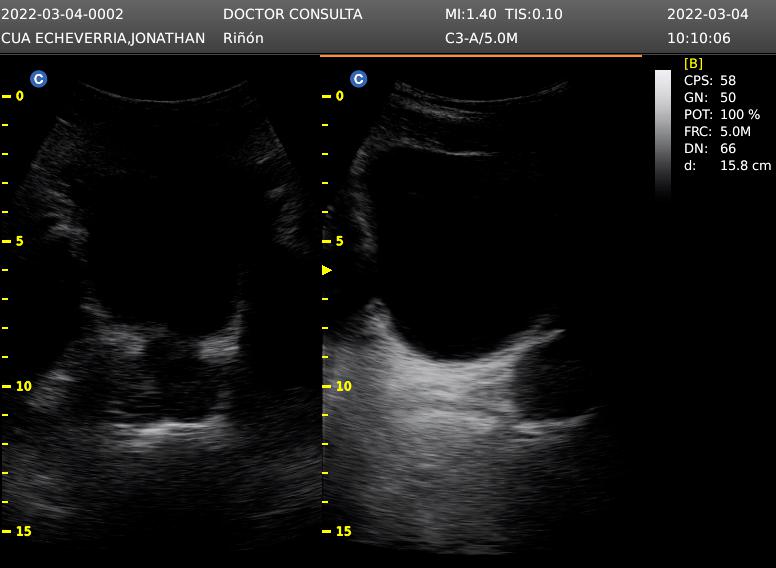 2022-03-04-0002 DOCTOR CONSULTA MI:1.40 TIS:0.10 2022-03-04
CUA ECHEVERRIA,JONATHAN Riñón C3-A/5.0M 10:10:06
C
0
5
10
15
C
0
5
10
15
[B]
CPS: 58
GN: 50
POT: 100 %
FRC: 5.0M
DN: 66
d: 15.8 cm